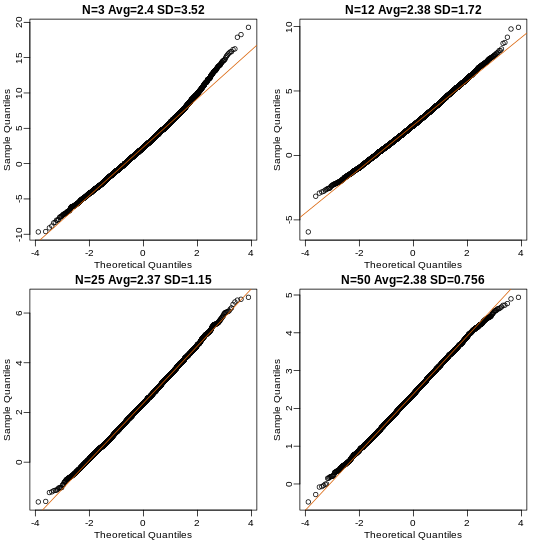 N=3 Avg=2.4 SD=3.52
Sample Quantiles
-10 -5 0 5 10 15 20
-4 -2 0 2 4
Theoretical Quantiles
N=12 Avg=2.38 SD=1.72
Sample Quantiles
-5 0 5 10
-4 -2 0 2 4
Theoretical Quantiles
N=25 Avg=2.37 SD=1.15
Sample Quantiles
0 2 4 6
-4 -2 0 2 4
Theoretical Quantiles
N=50 Avg=2.38 SD=0.756
Sample Quantiles
0 1 2 3 4 5
-4 -2 0 2 4
Theoretical Quantiles